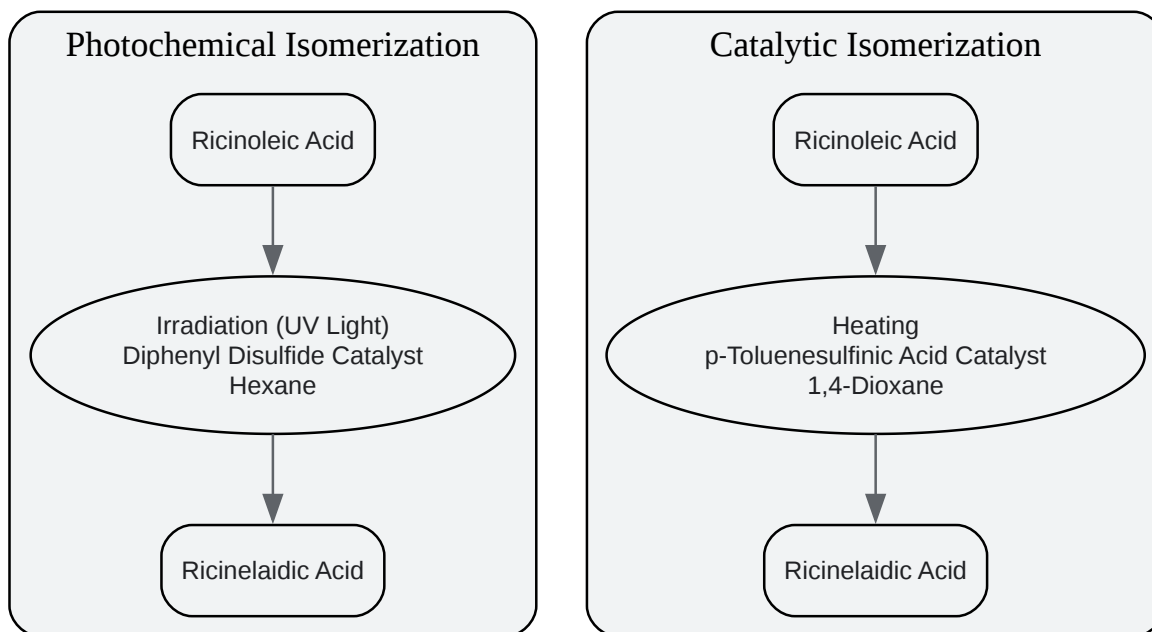 Photochemical Isomerization
Ricinoleic Acid
Irradiation (UV Light)
Diphenyl Disulfide Catalyst
Hexane
Ricinelaidic Acid
Catalytic Isomerization
Ricinoleic Acid
Heating
p-Toluenesulfinic Acid Catalyst
1,4-Dioxane
Ricinelaidic Acid